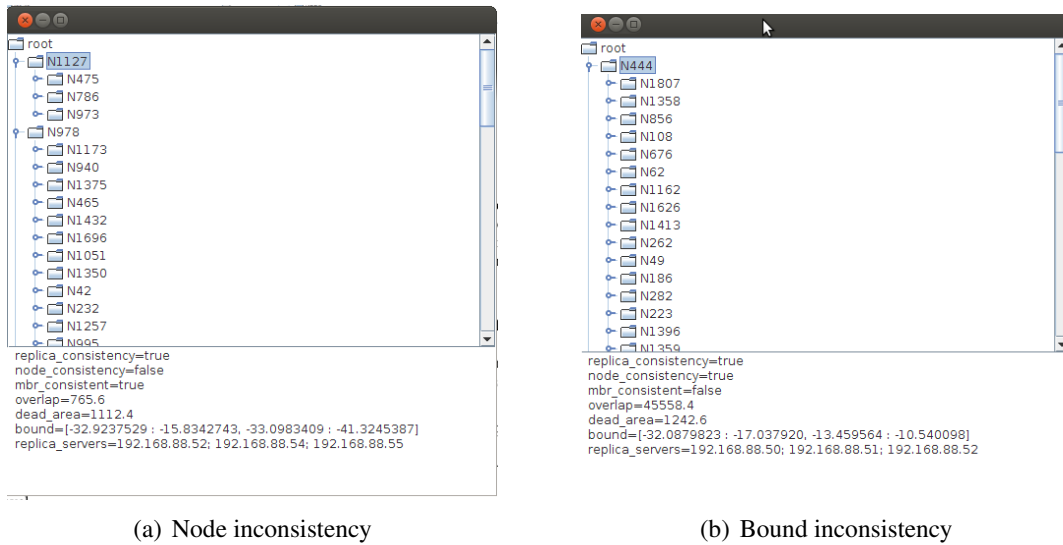 root
N1127
N475
N786
N973
N978
N1173
N940
N1375
N465
N1432
N1696
N1051
N1350
N42
N232
N1257
N995
replica_consistency=true
node_consistency=false
mbr_consistent=true
overlap=765.6
dead_area=1112.4
bound=[-32.9237529 : -15.8342743, -33.0983409 : -41.3245387]
replica_servers=192.168.88.52; 192.168.88.54; 192.168.88.55
(a) Node inconsistency
root
N444
N1807
N1358
N856
N108
N676
N62
N1162
N1626
N1413
N262
N49
N186
N282
N223
N1396
N1359
replica_consistency=true
node_consistency=true
mbr_consistent=false
overlap=45558.4
dead_area=1242.6
bound=[-32.0879823 : -17.037920, -13.459564 : -10.540098]
replica_servers=192.168.88.50; 192.168.88.51; 192.168.88.52
(b) Bound inconsistency